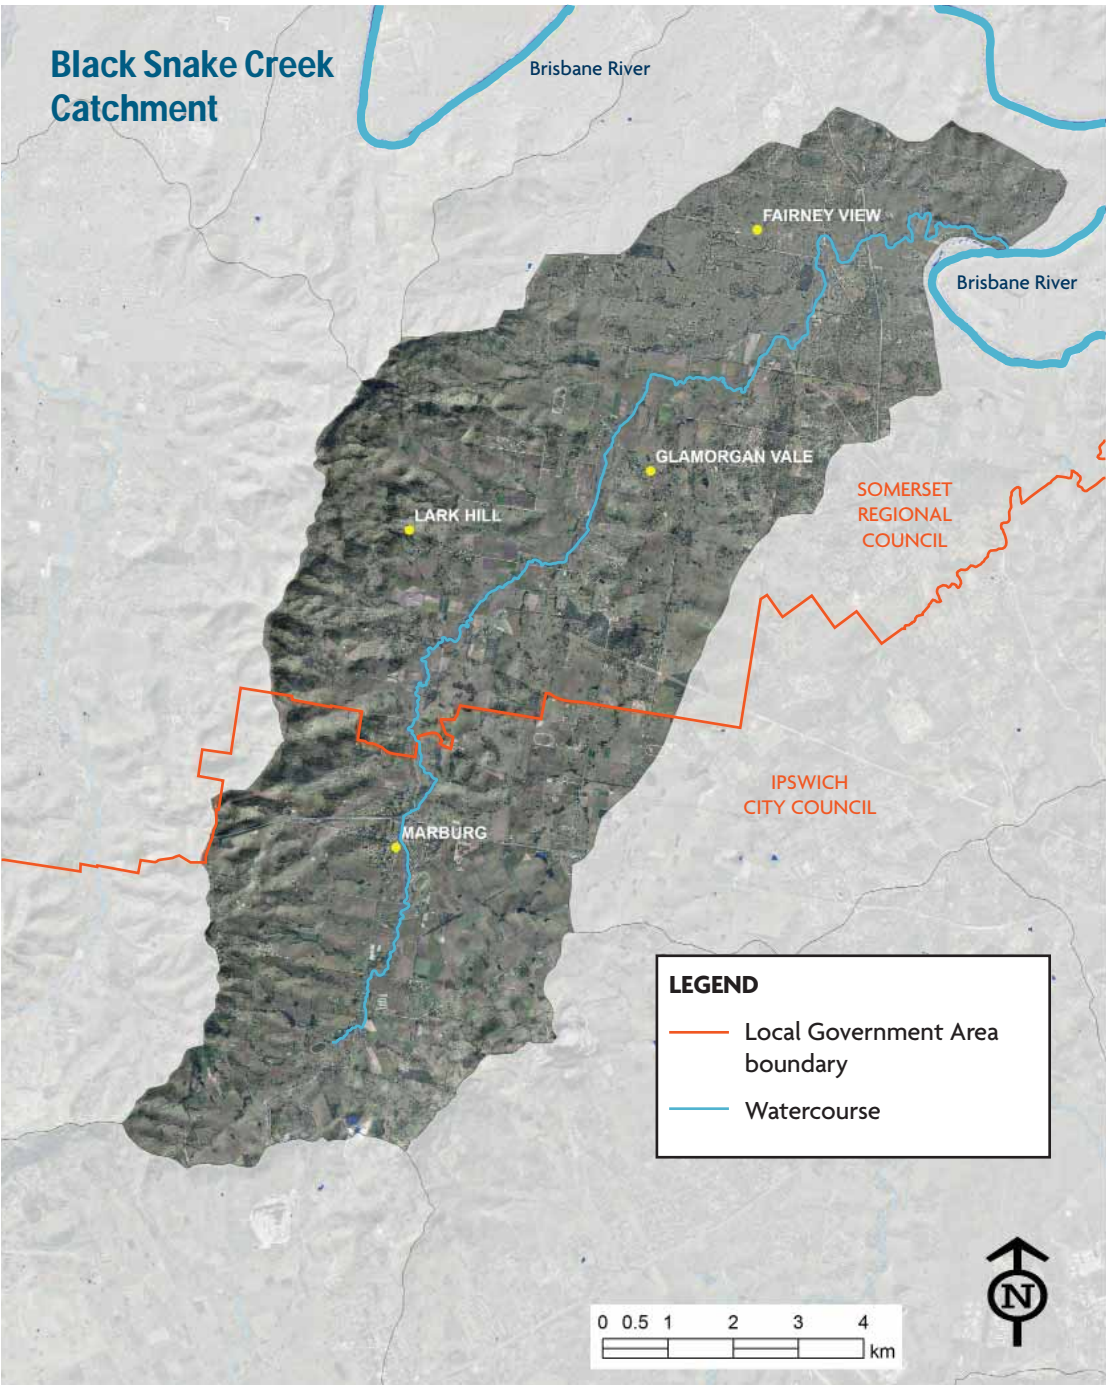 Black Snake Creek
Catchment
Brisbane River
FAIRNEY VIEW
Brisbane River
GLAMORGAN VALE
SOMERSET
REGIONAL
COUNCIL
LARK HILL
IPSWICH
CITY COUNCIL
MARBURG
LEGEND
Local Government Area
boundary
Watercourse
N
0 0.5 1 2 3 4
km